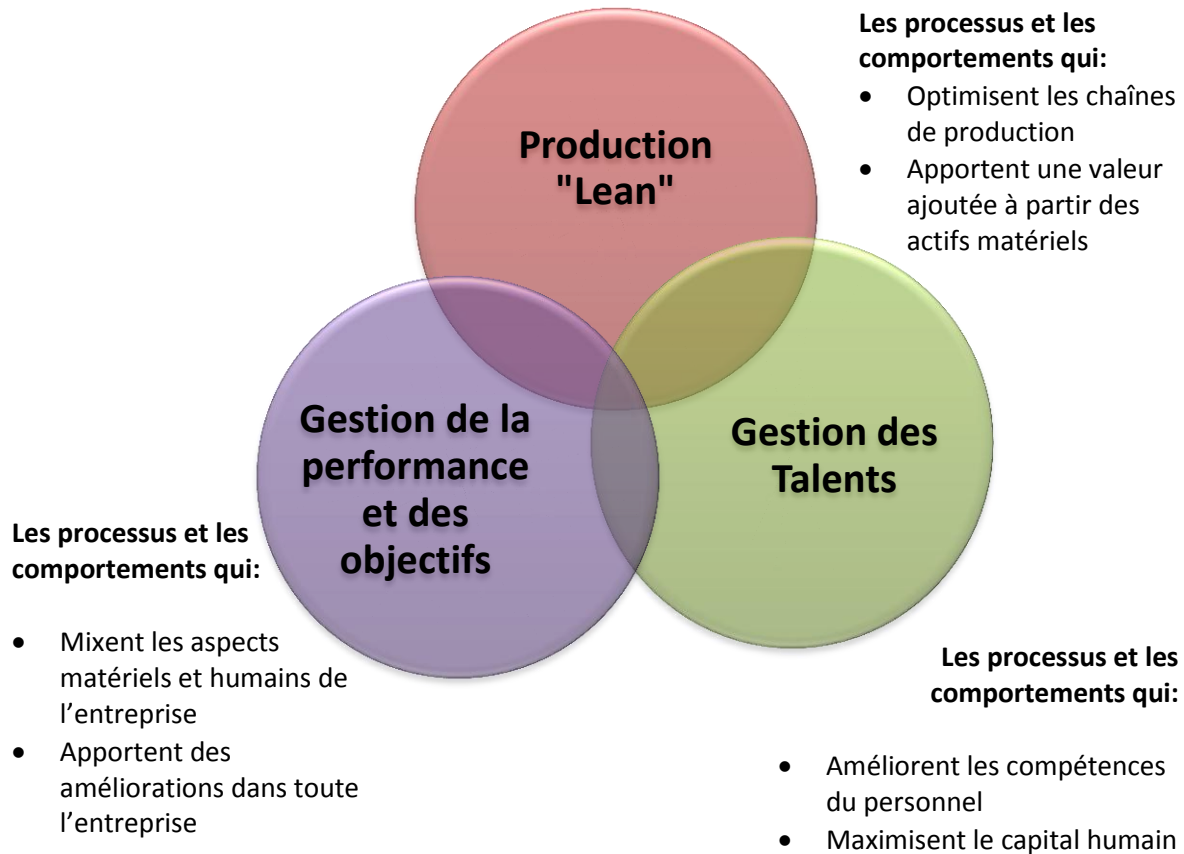 Les processus et les
comportements qui:
• Optimisent les chaînes
de production
• Apportent une valeur
ajoutée à partir des
actifs matériels
Production
"Lean"
Gestion de la
performance
et des
objectifs
Gestion des
Talents
Les processus et les
comportements qui:
• Mixent les aspects
matériels et humains de
l’entreprise
• Apportent des
améliorations dans toute
l’entreprise
Les processus et les
comportements qui:
• Améliorent les compétences
du personnel
• Maximisent le capital humain